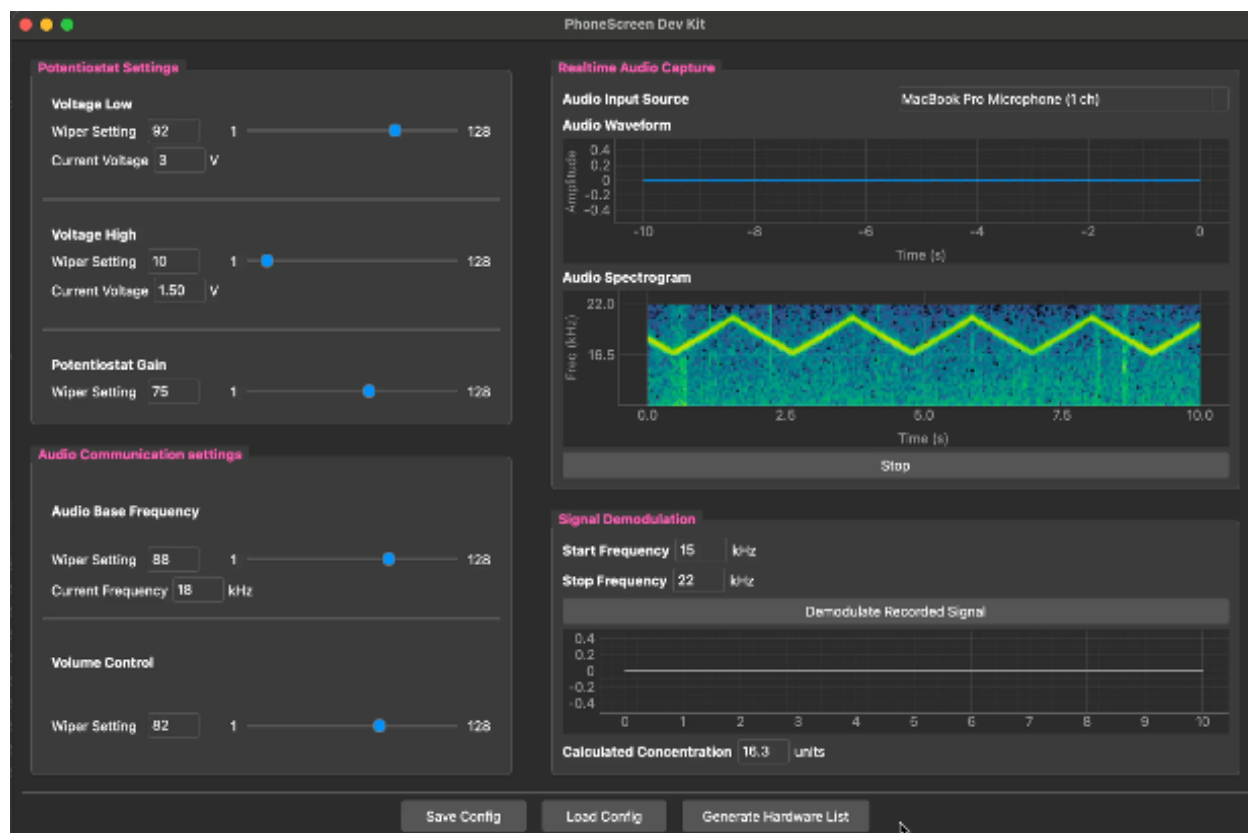 PhoneScreen Dev Kit
Potentiostat Settings
Voltage Low
Wiper Setting 92 1 128
Current Voltage 3 V
Voltage High
Wiper Setting 10 1 128
Current Voltage 1.50 V
Potentiostat Gain
Wiper Setting 75 1 128
Audio Communication settings
Audio Base Frequency
Wiper Setting 88 1 128
Current Frequency 18 kHz
Volume Control
Wiper Setting 82 1 128
Realtime Audio Capture
Audio Input Source MacBook Pro Microphone (1 ch)
Audio Waveform
Amplitude
0.4
0.2
0
-0.2
-0.4
-10 -8 -6 -4 -2 0
Time (s)
Audio Spectrogram
Freq (kHz)
22.0
16.5
0.0 2.5 5.0 7.5 10.0
Time (s)
Stop
Signal Demodulation
Start Frequency 15 kHz
Stop Frequency 22 kHz
Demodulate Recorded Signal
0.4
0.2
0
-0.2
-0.4
0 1 2 3 4 5 6 7 8 9 10
Calculated Concentration 16.3 units
Save Config Load Config Generate Hardware List